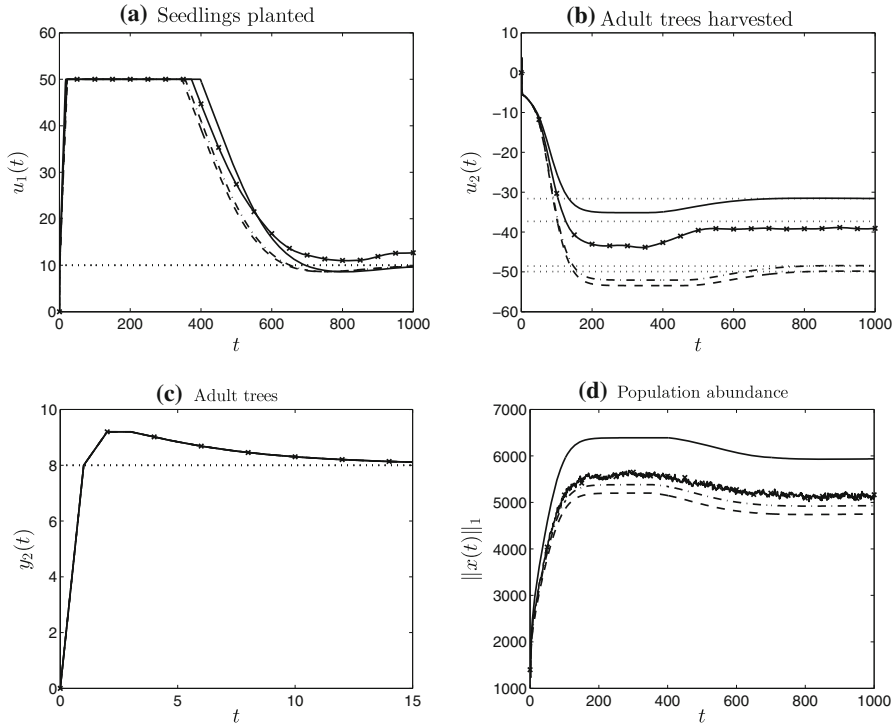 (a) Seedlings planted
60
50
40
30
20
10
0
u₁(t)
0 200 400 600 800 1000
t
(b) Adult trees harvested
10
0
−10
−20
−30
−40
−50
−60
u₂(t)
0 200 400 600 800 1000
t
(c) Adult trees
10
8
6
4
2
0
y₂(t)
0 5 10 15
t
(d) Population abundance
7000
6000
5000
4000
3000
2000
1000
‖x(t)‖₁
0 200 400 600 800 1000
t